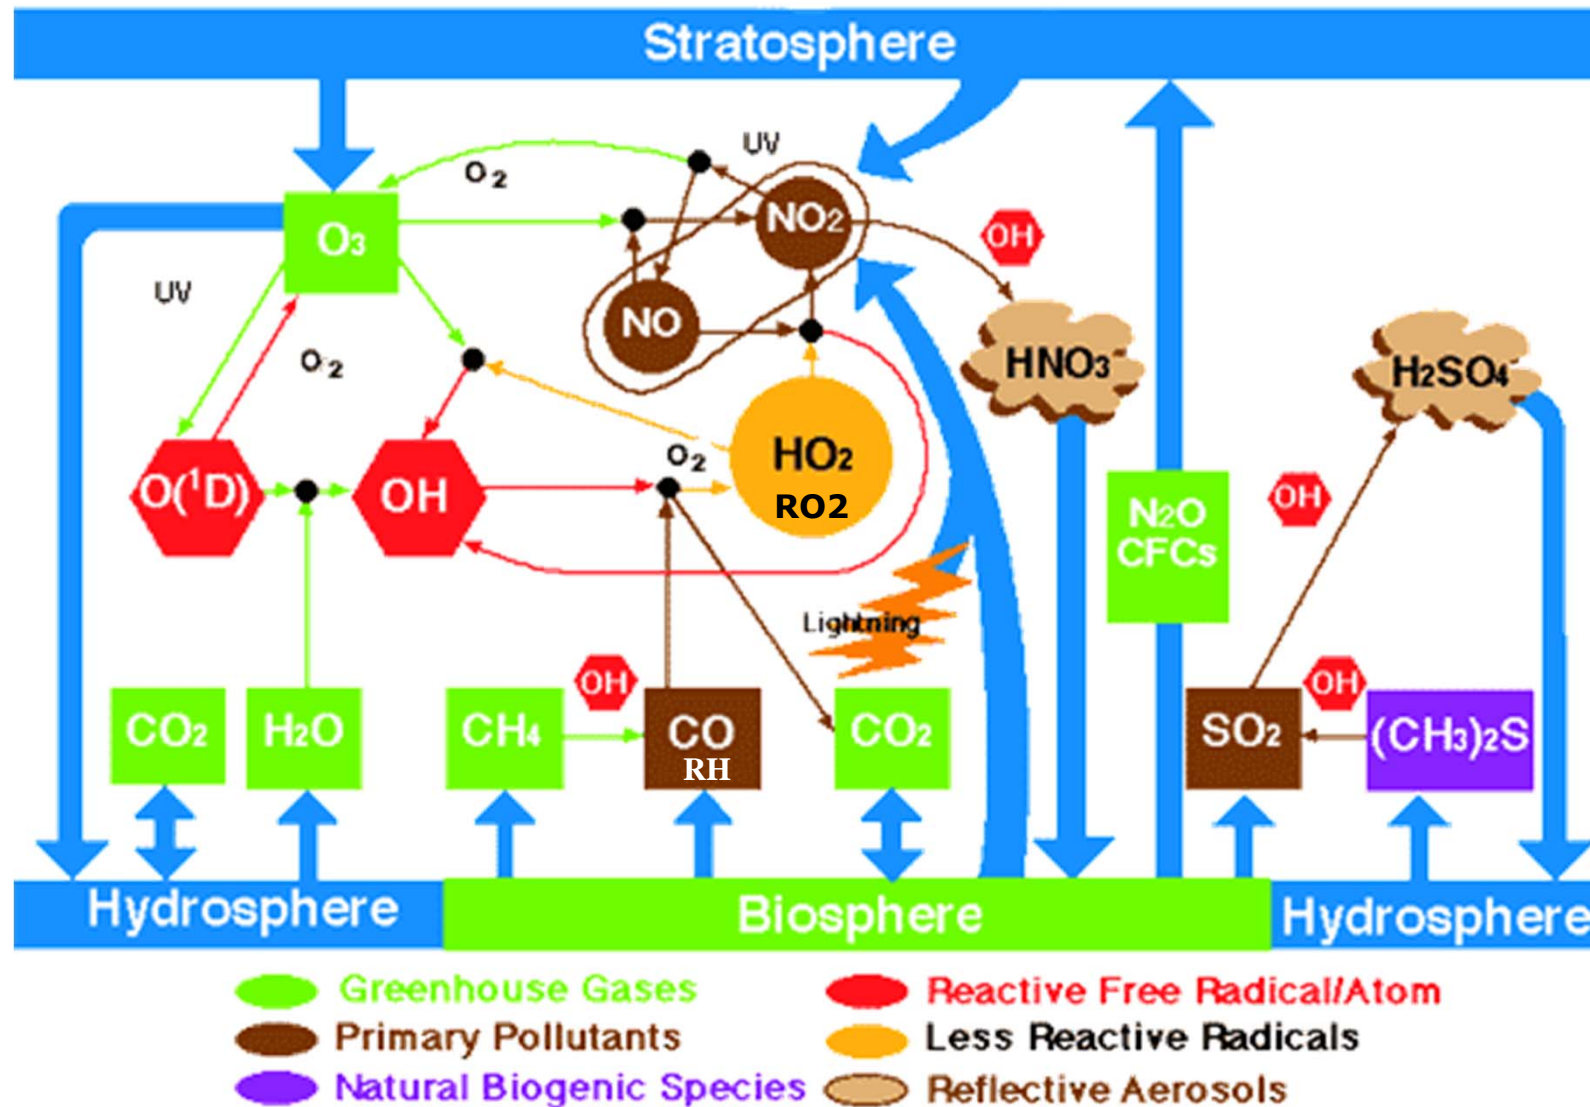 Stratosphere
UV
O2
O3
NO2
OH
UV
NO
O2
HNO3
H2SO4
O(1D)
OH
O2
HO2
RO2
N2O
CFCs
OH
Lightning
OH
OH
CO2
H2O
CH4
CO
RH
CO2
SO2
(CH3)2S
Hydrosphere
Biosphere
Hydrosphere
Greenhouse Gases
Reactive Free Radical/Atom
Primary Pollutants
Less Reactive Radicals
Natural Biogenic Species
Reflective Aerosols